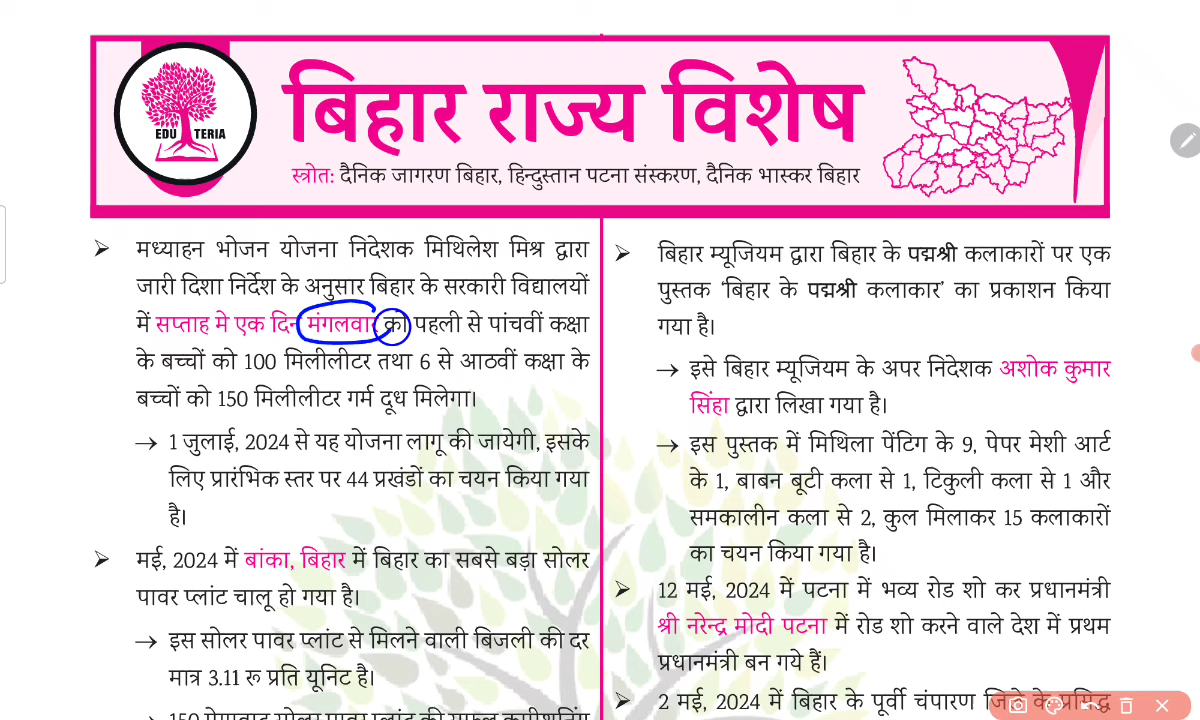 EDU TERIA
बिहार राज्य विशेष
स्त्रोतः दैनिक जागरण बिहार, हिन्दुस्तान पटना संस्करण, दैनिक भास्कर बिहार
मध्याहन भोजन योजना निदेशक मिथिलेश मिश्र द्वारा
जारी दिशा निर्देश के अनुसार बिहार के सरकारी विद्यालयों
में सप्ताह मे एक दिन मंगलवार को पहली से पांचवीं कक्षा
के बच्चों को 100 मिलीलीटर तथा 6 से आठवीं कक्षा के
बच्चों को 150 मिलीलीटर गर्म दूध मिलेगा।
→ 1 जुलाई, 2024 से यह योजना लागू की जायेगी, इसके
लिए प्रारंभिक स्तर पर 44 प्रखंडों का चयन किया गया
है।
मई, 2024 में बांका, बिहार में बिहार का सबसे बड़ा सोलर
पावर प्लांट चालू हो गया है।
→ इस सोलर पावर प्लांट से मिलने वाली बिजली की दर
मात्र 3.11 रू प्रति यूनिट है।
बिहार म्यूजियम द्वारा बिहार के पद्मश्री कलाकारों पर एक
पुस्तक ‘बिहार के पद्मश्री कलाकार’ का प्रकाशन किया
गया है।
→ इसे बिहार म्यूजियम के अपर निदेशक अशोक कुमार
सिंहा द्वारा लिखा गया है।
→ इस पुस्तक में मिथिला पेंटिग के 9, पेपर मेशी आर्ट
के 1, बाबन बूटी कला से 1, टिकुली कला से 1 और
समकालीन कला से 2, कुल मिलाकर 15 कलाकारों
का चयन किया गया है।
12 मई, 2024 में पटना में भव्य रोड शो कर प्रधानमंत्री
श्री नरेन्द्र मोदी पटना में रोड शो करने वाले देश में प्रथम
प्रधानमंत्री बन गये हैं।
2 मई, 2024 में बिहार के पूर्वी चंपारण जिले के प्रसिद्ध